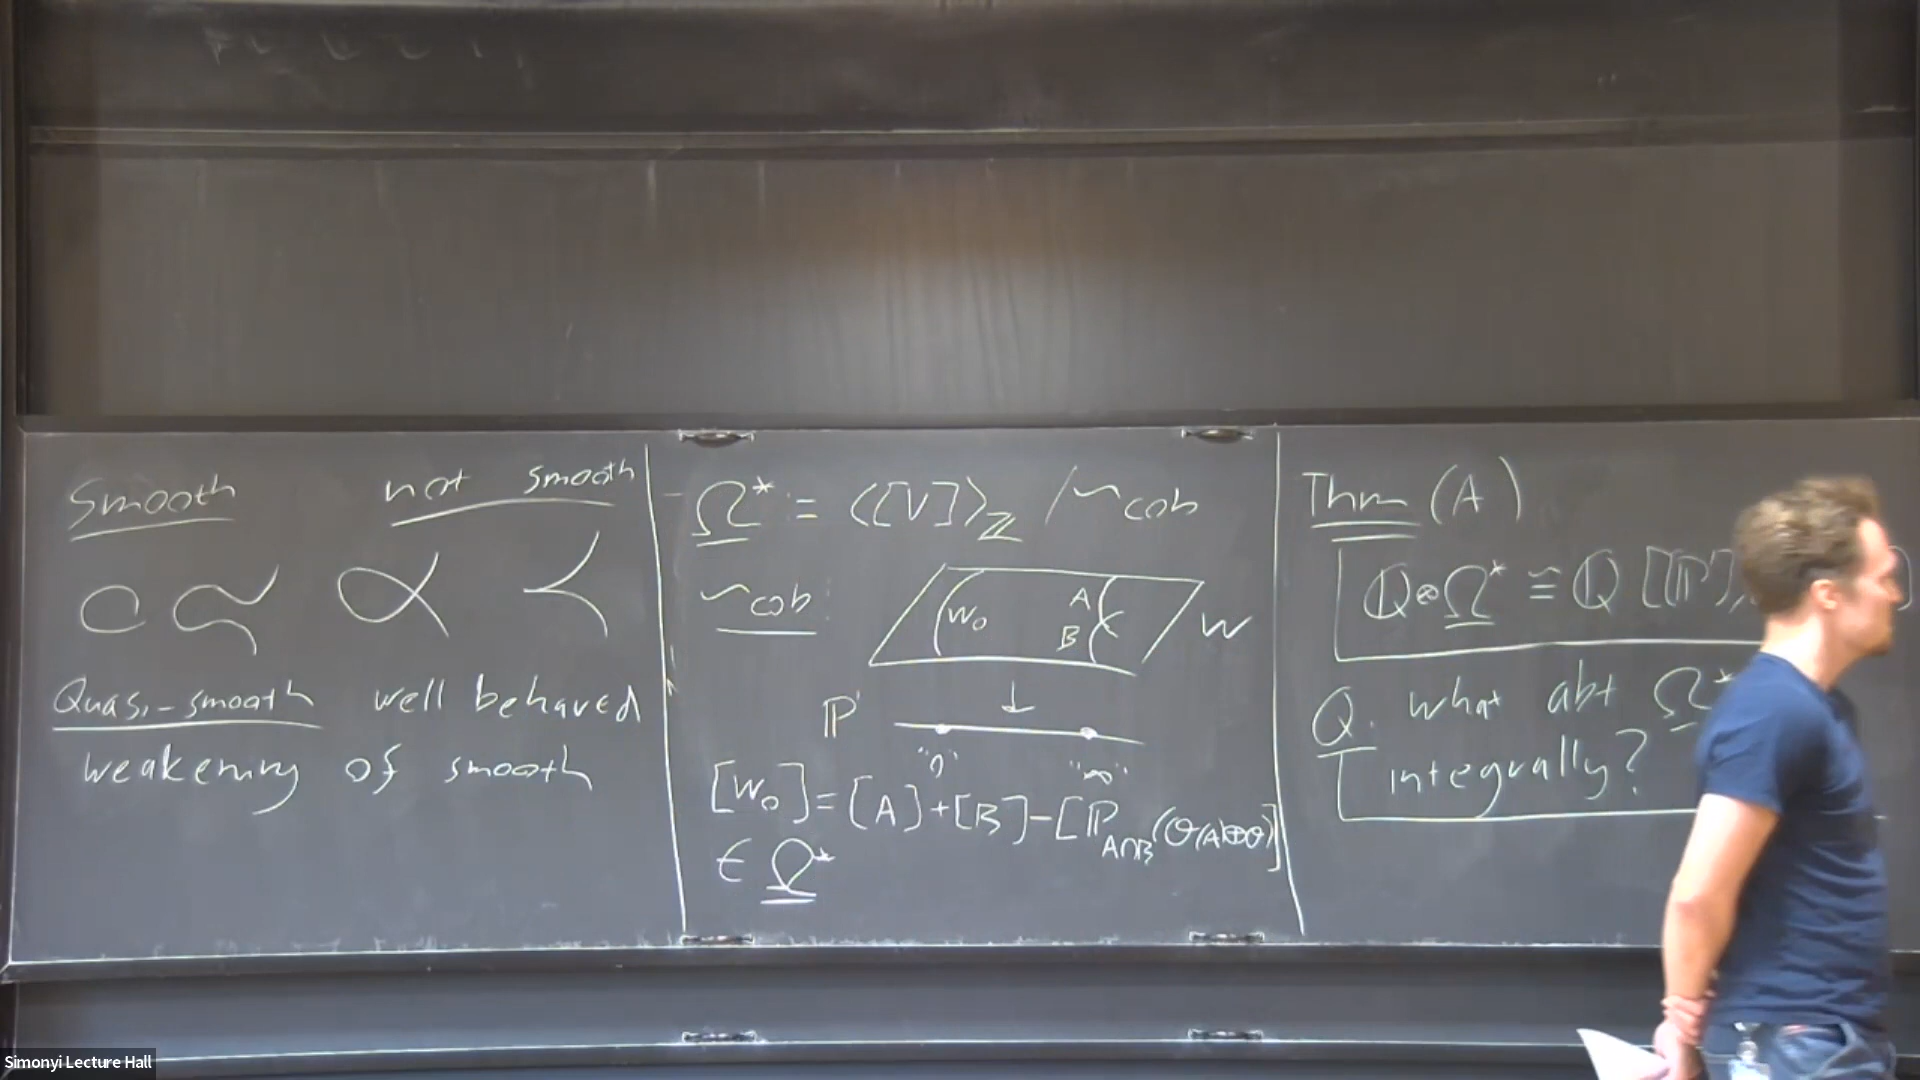 Smooth not smooth
Quasi-smooth well behaved
weakening of smooth
Ω* := ⟨[V]⟩_ℤ / ~cob
~cob :
W₀ A B W
ℙ¹
"0" "∞"
[W₀] = [A] + [B] - [ℙ_{A∩B}(O(A)⊕O)]
∈ Ω*
Thm (A)
ℚ⊗Ω* ≅ ℚ [[ℙ¹],
Q. what abt Ω*
integrally?
Simonyi Lecture Hall